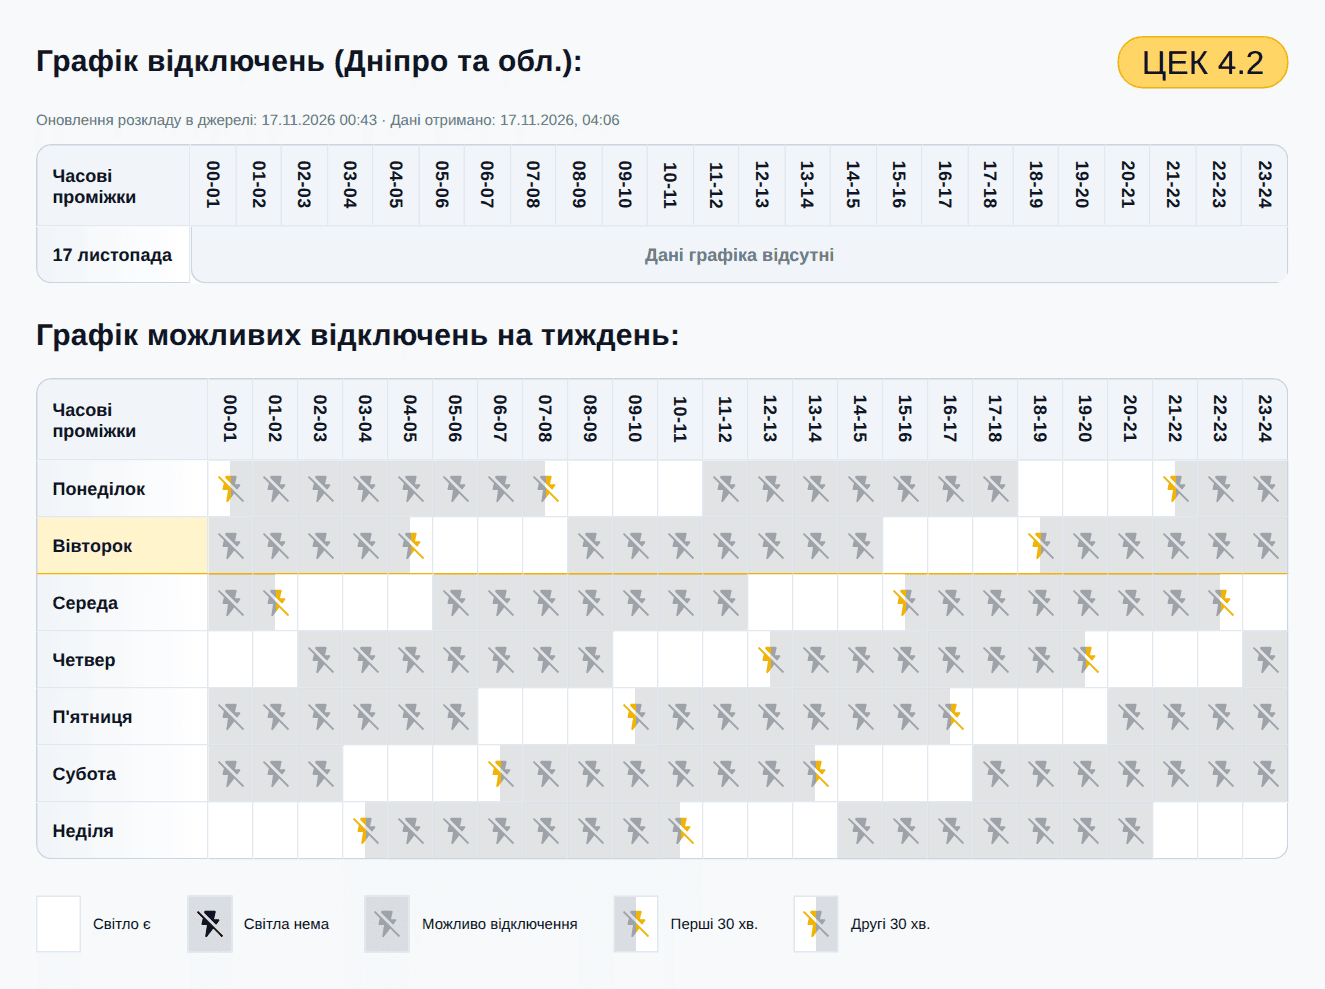 Графік відключень (Дніпро та обл.):
ЦЕК 4.2
Оновлення розкладу в джерелі: 17.11.2026 00:43 · Дані отримано: 17.11.2026, 04:06
Часові
проміжки
00-01 01-02 02-03 03-04 04-05 05-06 06-07 07-08 08-09 09-10 10-11 11-12 12-13 13-14 14-15 15-16 16-17 17-18 18-19 19-20 20-21 21-22 22-23 23-24
17 листопада
Дані графіка відсутні
Графік можливих відключень на тиждень:
Часові
проміжки
00-01 01-02 02-03 03-04 04-05 05-06 06-07 07-08 08-09 09-10 10-11 11-12 12-13 13-14 14-15 15-16 16-17 17-18 18-19 19-20 20-21 21-22 22-23 23-24
Понеділок
Вівторок
Середа
Четвер
П'ятниця
Субота
Неділя
Світло є
Світла нема
Можливо відключення
Перші 30 хв.
Другі 30 хв.